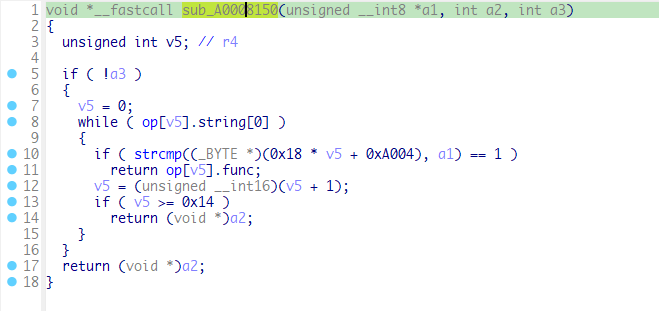 1 void *__fastcall sub_A0008150(unsigned __int8 *a1, int a2, int a3)
2 {
3   unsigned int v5; // r4
4
5   if ( !a3 )
6   {
7     v5 = 0;
8     while ( op[v5].string[0] )
9     {
10       if ( strcmp((_BYTE *)(0x18 * v5 + 0xA004), a1) == 1 )
11         return op[v5].func;
12       v5 = (unsigned __int16)(v5 + 1);
13       if ( v5 >= 0x14 )
14         return (void *)a2;
15     }
16   }
17   return (void *)a2;
18 }